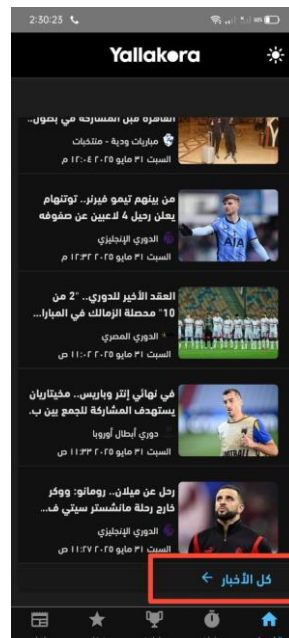 2:30:23
Yallakora
القاهرة قبل المشاركة في بطول..
مباريات ودية - منتخبات
السبت ٣١ مايو ٢٠٢٥ ١٢:٠٤ م
من بينهم تيمو فيرنر.. توتنهام
يعلن رحيل 4 لاعبين عن صفوفه
الدوري الإنجليزي
السبت ٣١ مايو ٢٠٢٥ ١٢:٣٢ م
العقد الأخير للدوري.. "2 من
10" محصلة الزمالك في المبارا...
الدوري المصري
السبت ٣١ مايو ٢٠٢٥ ١١:٠٢ ص
في نهائي إنتر وباريس.. مخيتاريان
يستهدف المشاركة للجمع بين ب..
دوري أبطال أوروبا
السبت ٣١ مايو ٢٠٢٥ ١١:٣٣ ص
رحل عن ميلان.. رومانو: ووكر
خارج رحلة مانشستر سيتي ف...
الدوري الإنجليزي
السبت ٣١ مايو ٢٠٢٥ ١١:٢٧ ص
كل الأخبار ←
AIA